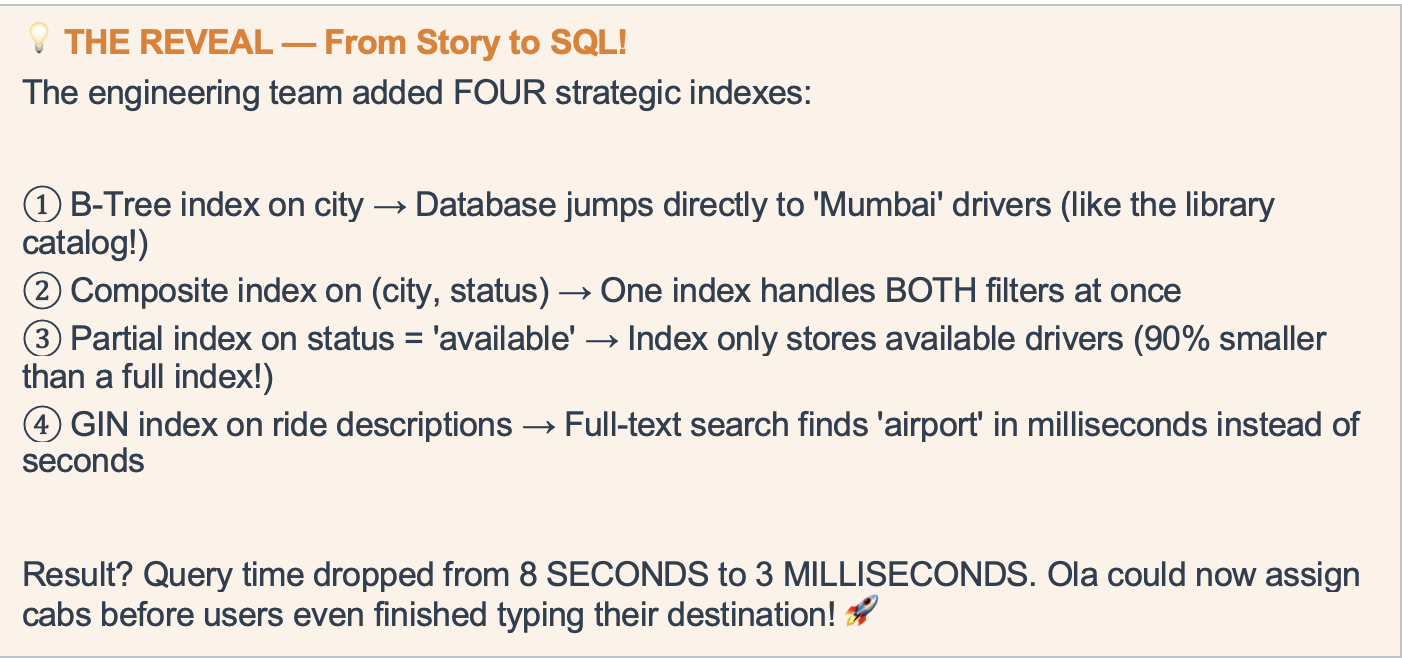 💡 THE REVEAL — From Story to SQL!
The engineering team added FOUR strategic indexes:
① B-Tree index on city → Database jumps directly to 'Mumbai' drivers (like the library
catalog!)
② Composite index on (city, status) → One index handles BOTH filters at once
③ Partial index on status = 'available' → Index only stores available drivers (90% smaller
than a full index!)
④ GIN index on ride descriptions → Full-text search finds 'airport' in milliseconds instead of
seconds
Result? Query time dropped from 8 SECONDS to 3 MILLISECONDS. Ola could now assign
cabs before users even finished typing their destination! 🚀